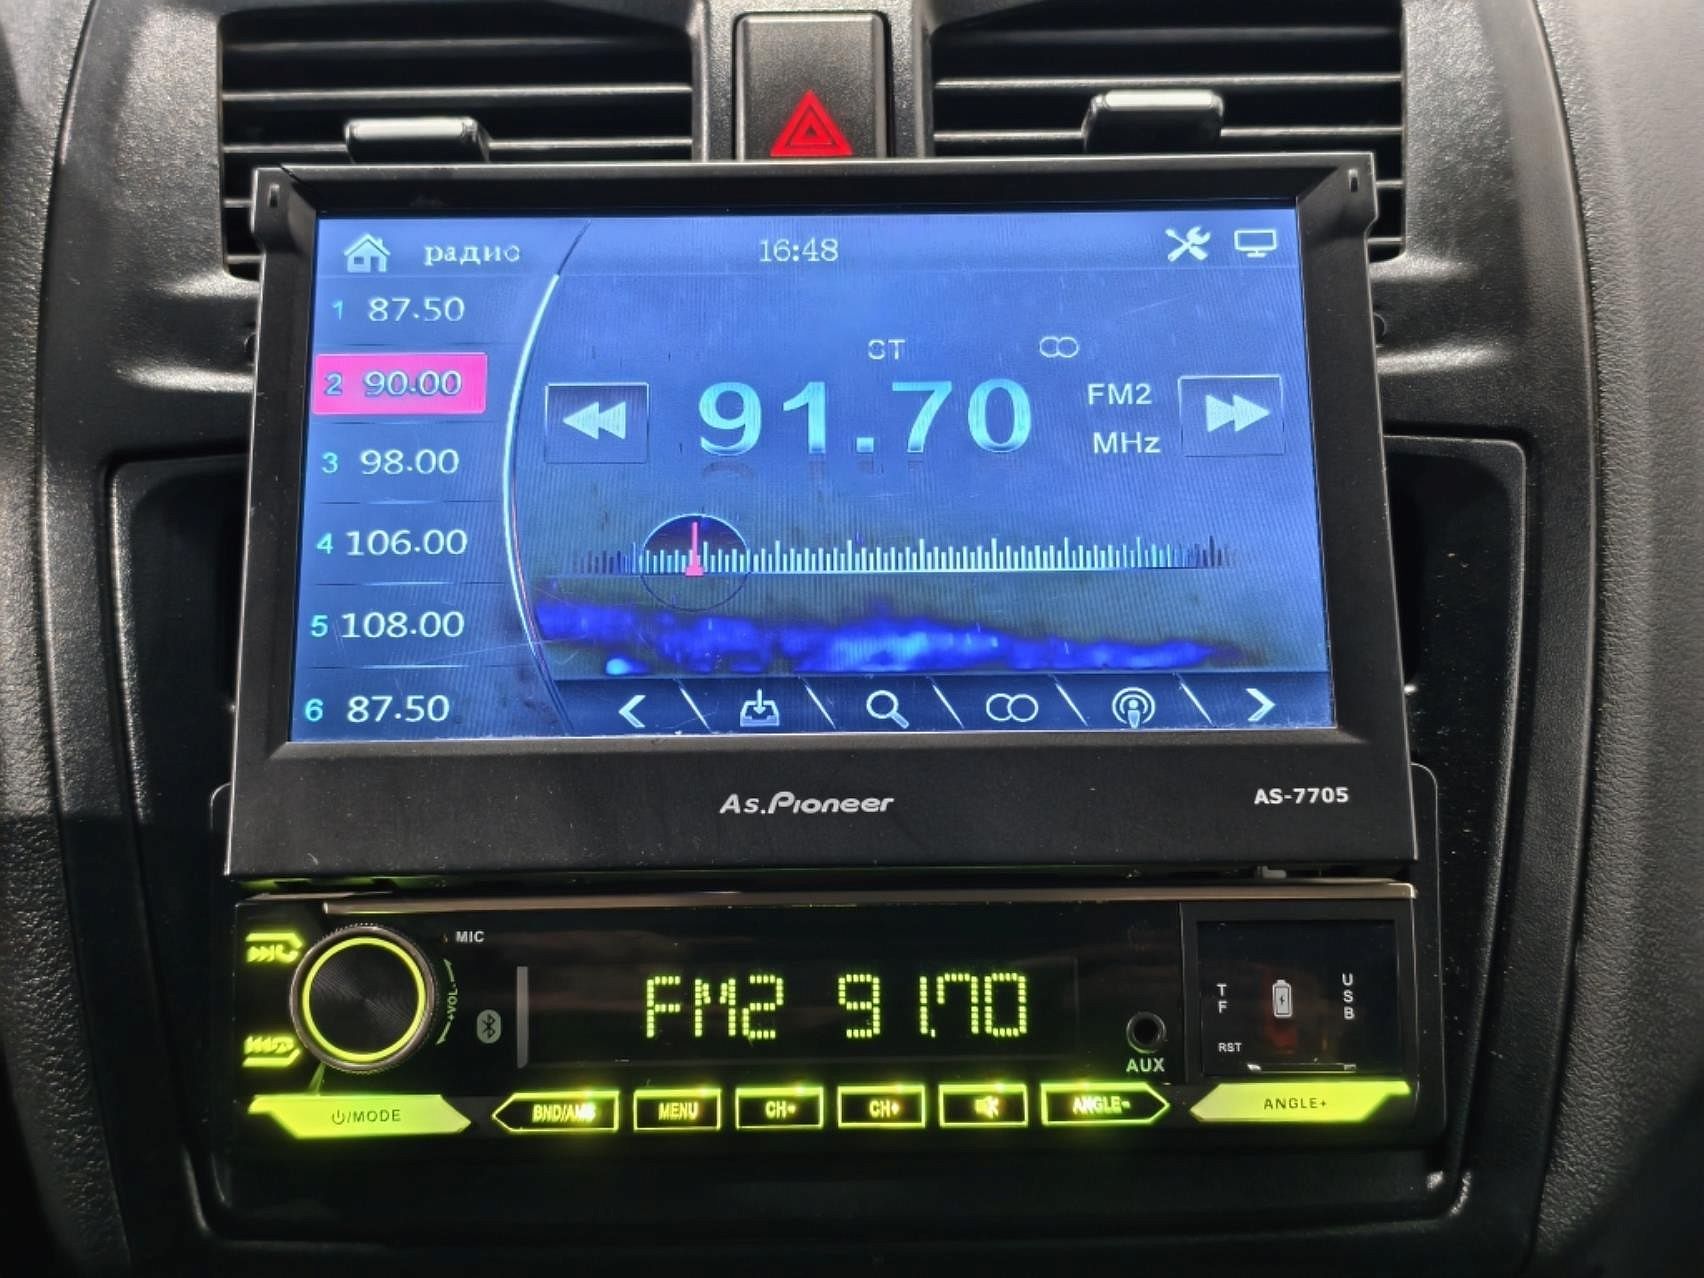 радио 16:48
1 87.50
ST
2 90.00
91.70 FM2
MHz
3 98.00
4 106.00
5 108.00
6 87.50
As.Pioneer AS-7705
MIC
-VOL+
FM2 91.70
TF USB
RST
AUX
/MODE BND/AMS MENU CH- CH+ ANGLE- ANGLE+